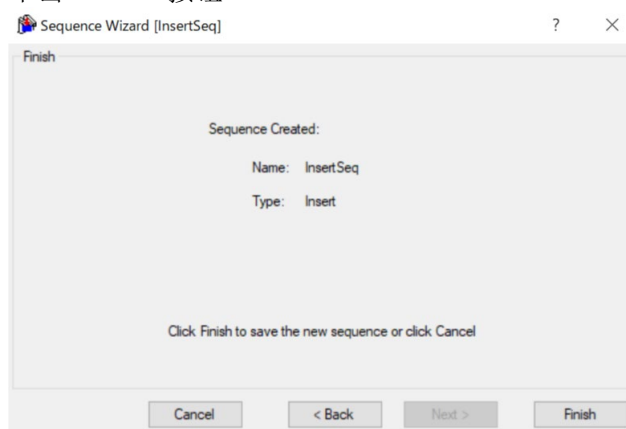 Sequence Wizard [InsertSeq]
?
×
Finish
Sequence Created:
Name: InsertSeq
Type: Insert
Click Finish to save the new sequence or click Cancel
Cancel
< Back
Next >
Finish